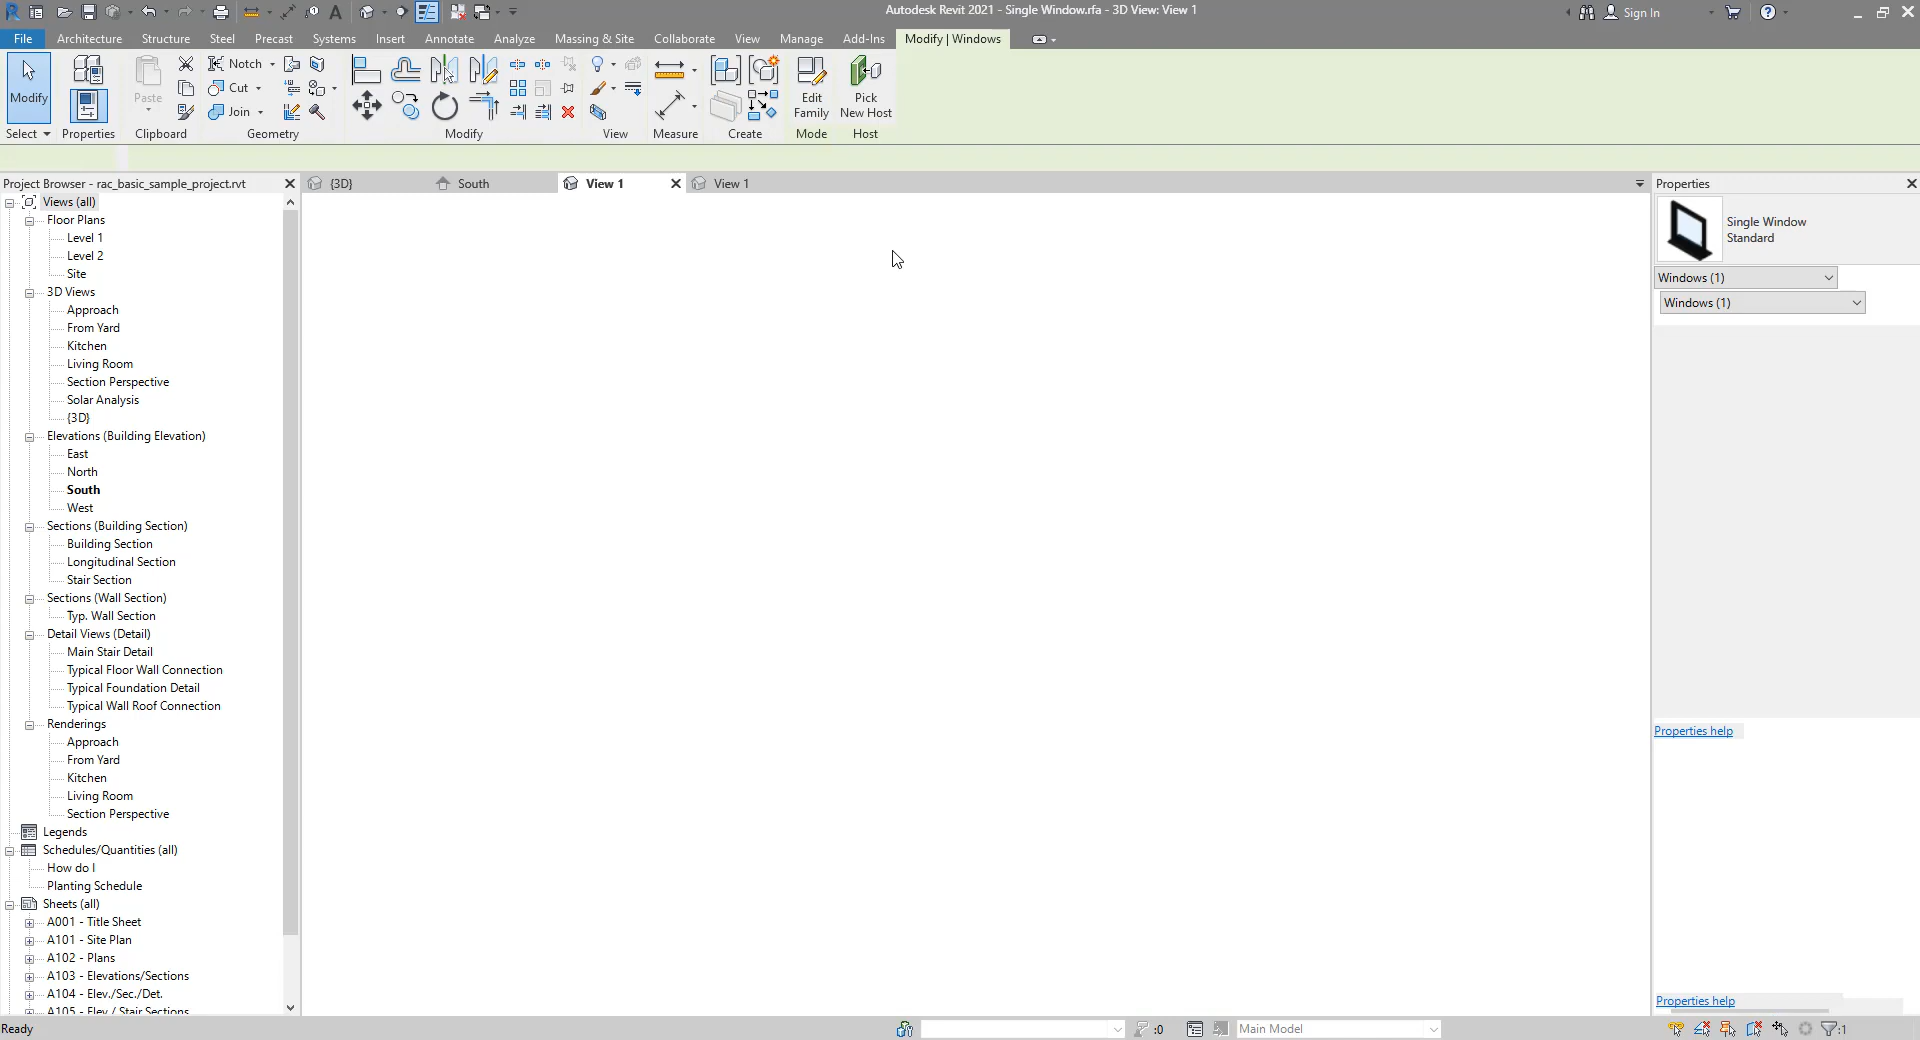 Autodesk Revit 2021 - Single Window.rfa - 3D View: View 1
Sign In
File Architecture Structure Steel Precast Systems Insert Annotate Analyze Massing & Site Collaborate View Manage Add-Ins Modify | Windows
Modify
Paste
Notch
Cut
Join
Edit Family
Pick New Host
Select Properties Clipboard Geometry Modify View Measure Create Mode Host
Project Browser - rac_basic_sample_project.rvt
{3D}
South
View 1
View 1
Properties
Views (all)
Floor Plans
Level 1
Level 2
Site
3D Views
Approach
From Yard
Kitchen
Living Room
Section Perspective
Solar Analysis
{3D}
Elevations (Building Elevation)
East
North
South
West
Sections (Building Section)
Building Section
Longitudinal Section
Stair Section
Sections (Wall Section)
Typ. Wall Section
Detail Views (Detail)
Main Stair Detail
Typical Floor Wall Connection
Typical Foundation Detail
Typical Wall Roof Connection
Renderings
Approach
From Yard
Kitchen
Living Room
Section Perspective
Legends
Schedules/Quantities (all)
How do I
Planting Schedule
Sheets (all)
A001 - Title Sheet
A101 - Site Plan
A102 - Plans
A103 - Elevations/Sections
A104 - Elev./Sec./Det.
A105 - Elev / Stair Sections
Single Window
Standard
Windows (1)
Windows (1)
Properties help
Properties help
Ready
:0
Main Model
:1